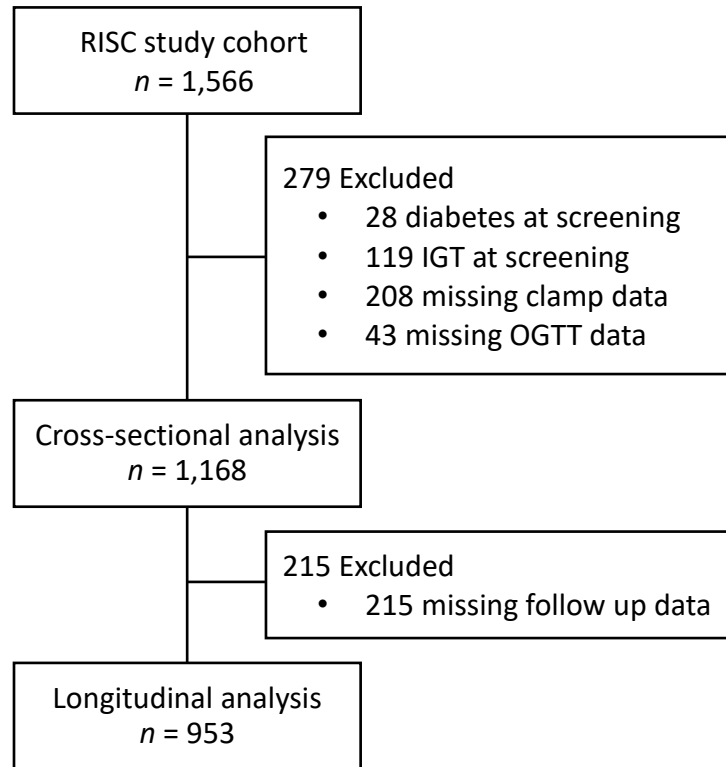 RISC study cohort
n = 1,566
279 Excluded
• 28 diabetes at screening
• 119 IGT at screening
• 208 missing clamp data
• 43 missing OGTT data
Cross-sectional analysis
n = 1,168
215 Excluded
• 215 missing follow up data
Longitudinal analysis
n = 953